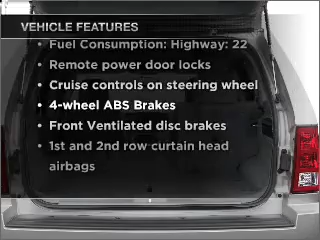 VEHICLE FEATURES
• Fuel Consumption: Highway: 22
• Remote power door locks
• Cruise controls on steering wheel
• 4-wheel ABS Brakes
• Front Ventilated disc brakes
• 1st and 2nd row curtain head
airbags